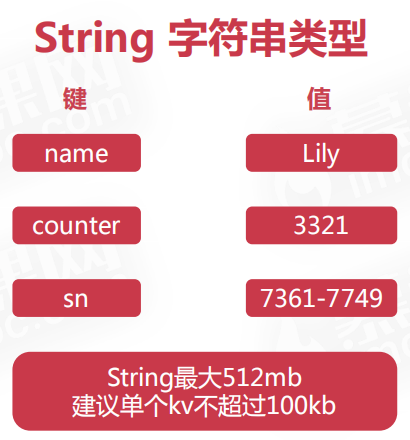 String 字符串类型
键 值
name Lily
counter 3321
sn 7361-7749
String最大512mb
建议单个kv不超过100kb